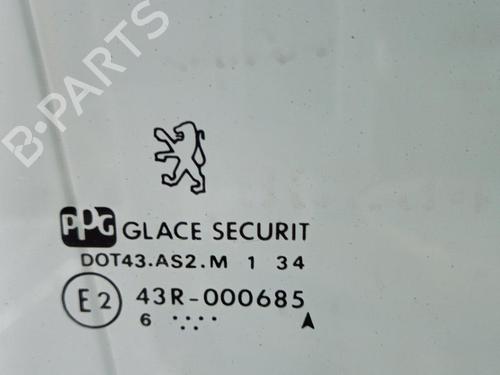 B-PARTS
PPG GLACE SECURIT
DOT43.AS2.M 1 34
E2 43R-000685
6 A